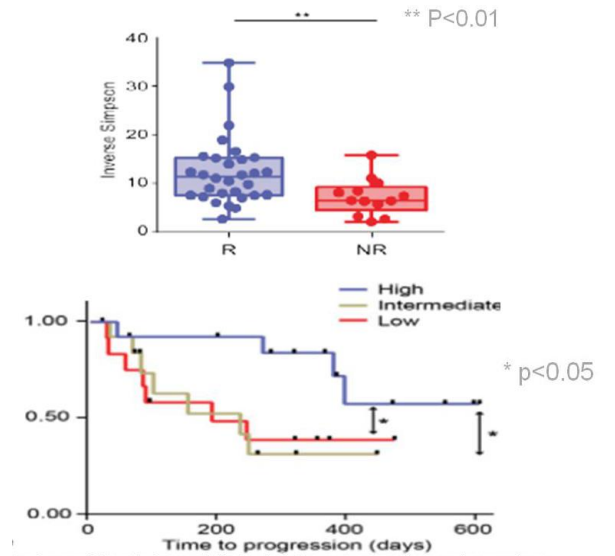 ** ** P<0.01
40
30
20
10
0
Inverse Simpson
R NR
High
Intermediate
Low
1.00
0.50
0.00
* p<0.05
*
*
0 200 400 600
Time to progression (days)